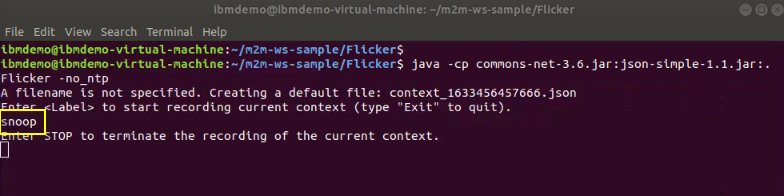 ibmdemo@ibmdemo-virtual-machine: ~/m2m-ws-sample/Flicker
File Edit View Search Terminal Help
ibmdemo@ibmdemo-virtual-machine:~/m2m-ws-sample/Flicker$
ibmdemo@ibmdemo-virtual-machine:~/m2m-ws-sample/Flicker$ java -cp commons-net-3.6.jar:json-simple-1.1.jar:.
Flicker -no_ntp
A filename is not specified. Creating a default file: context_1633456457666.json
Enter <Label> to start recording current context (type "Exit" to quit).
snoop
Enter STOP to terminate the recording of the current context.